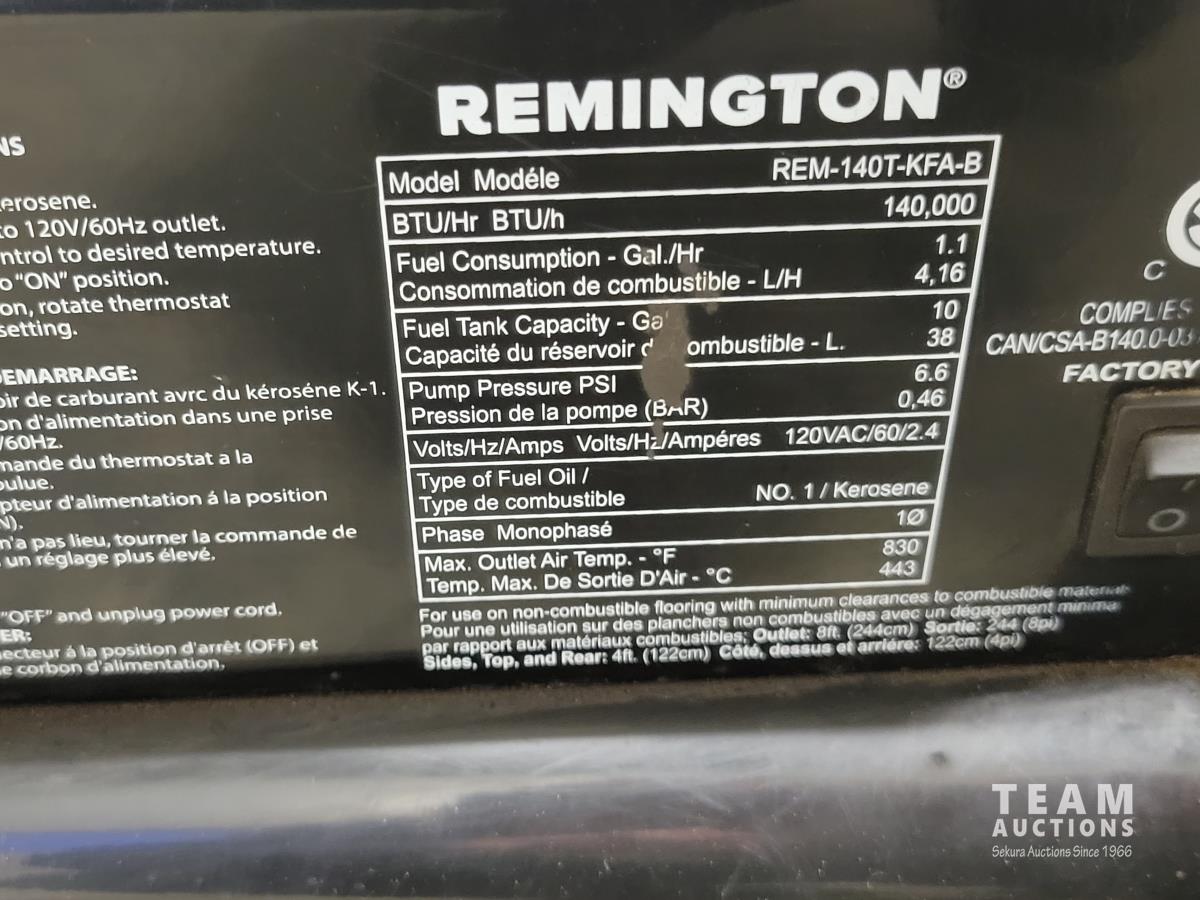 REMINGTON®
Model Modéle REM-140T-KFA-B
BTU/Hr BTU/h 140,000
Fuel Consumption - Gal./Hr 1.1
Consommation de combustible - L/H 4,16
Fuel Tank Capacity - Ga 10
Capacité du réservoir d ombustible - L. 38
Pump Pressure PSI 6.6
Pression de la pompe (BAR) 0,46
Volts/Hz/Amps Volts/Hz/Ampéres 120VAC/60/2.4
Type of Fuel Oil /
Type de combustible NO. 1 / Kerosene
Phase Monophasé 1Ø
Max. Outlet Air Temp. - °F 830
Temp. Max. De Sortie D'Air - °C 443
For use on non-combustible flooring with minimum clearances to combustible materials
Pour une utilisation sur des planchers non combustibles avec un dégagement minima
par rapport aux matériaux combustibles; Outlet: 8ft. (244cm) Sortie: 244 (8pi)
Sides, Top, and Rear: 4ft. (122cm) Côté, dessus et arriére: 122cm (4pi)
NS
erosene.
to 120V/60Hz outlet.
ntrol to desired temperature.
o "ON" position.
on, rotate thermostat
setting.
DEMARRAGE:
oir de carburant avrc du kéroséne K-1.
on d'alimentation dans une prise
/60Hz.
mande du thermostat a la
oulue.
pteur d'alimentation á la position
N).
n'a pas lieu, tourner la commande de
un réglage plus élevé.
"OFF" and unplug power cord.
ER:
ecteur á la position d'arrêt (OFF) et
e corbon d'alimentation.
C
COMPLIES
CAN/CSA-B140.0-03
FACTORY
TEAM
AUCTIONS
Sekura Auctions Since 1966